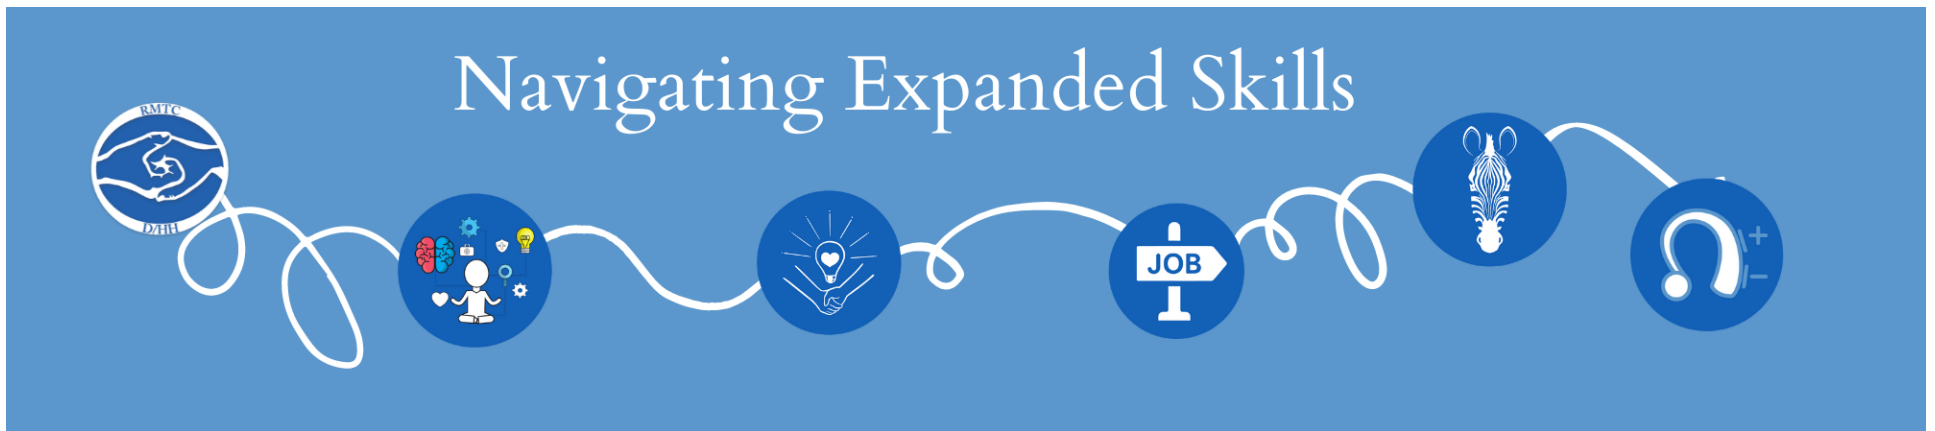 Navigating Expanded Skills
RMTC
D/HH
JOB
+
-